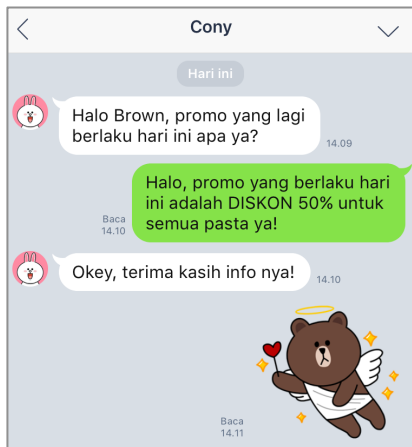 Cony
Hari ini
Halo Brown, promo yang lagi
berlaku hari ini apa ya?
14.09
Halo, promo yang berlaku hari
ini adalah DISKON 50% untuk
semua pasta ya!
Baca
14.10
Okey, terima kasih info nya!
14.10
Baca
14.11